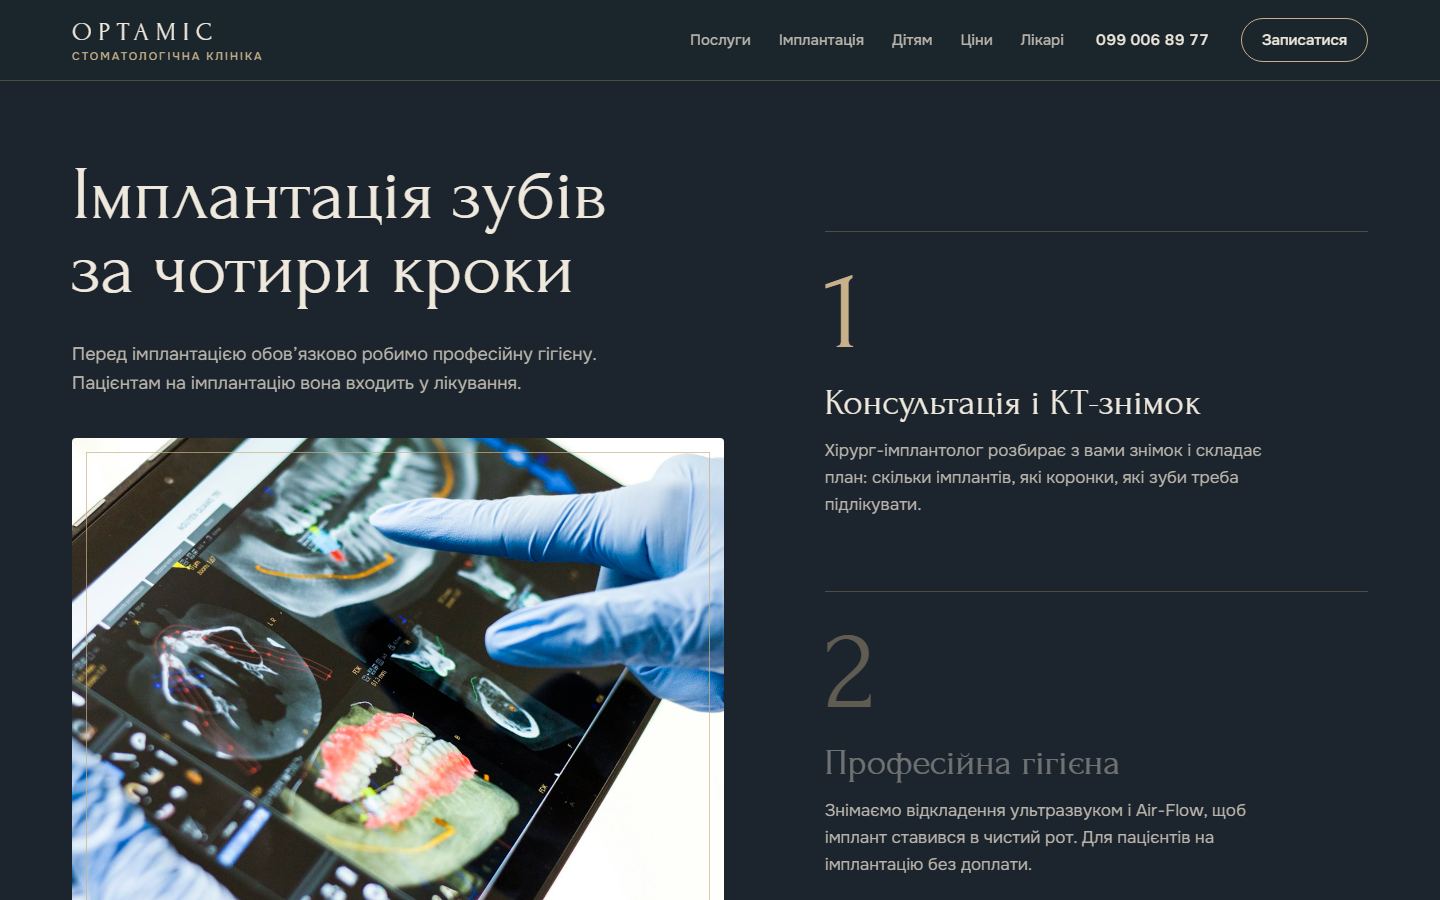 OPTAMIC
СТОМАТОЛОГІЧНА КЛІНІКА
Послуги
Імплантація
Дітям
Ціни
Лікарі
099 006 89 77
Записатися
Імплантація зубів
за чотири кроки
Перед імплантацією обов’язково робимо професійну гігієну.
Пацієнтам на імплантацію вона входить у лікування.
1
Консультація і КТ-знімок
Хірург-імплантолог розбирає з вами знімок і складає
план: скільки імплантів, які коронки, які зуби треба
підлікувати.
2
Професійна гігієна
Знімаємо відкладення ультразвуком і Air-Flow, щоб
імплант ставився в чистий рот. Для пацієнтів на
імплантацію без доплати.